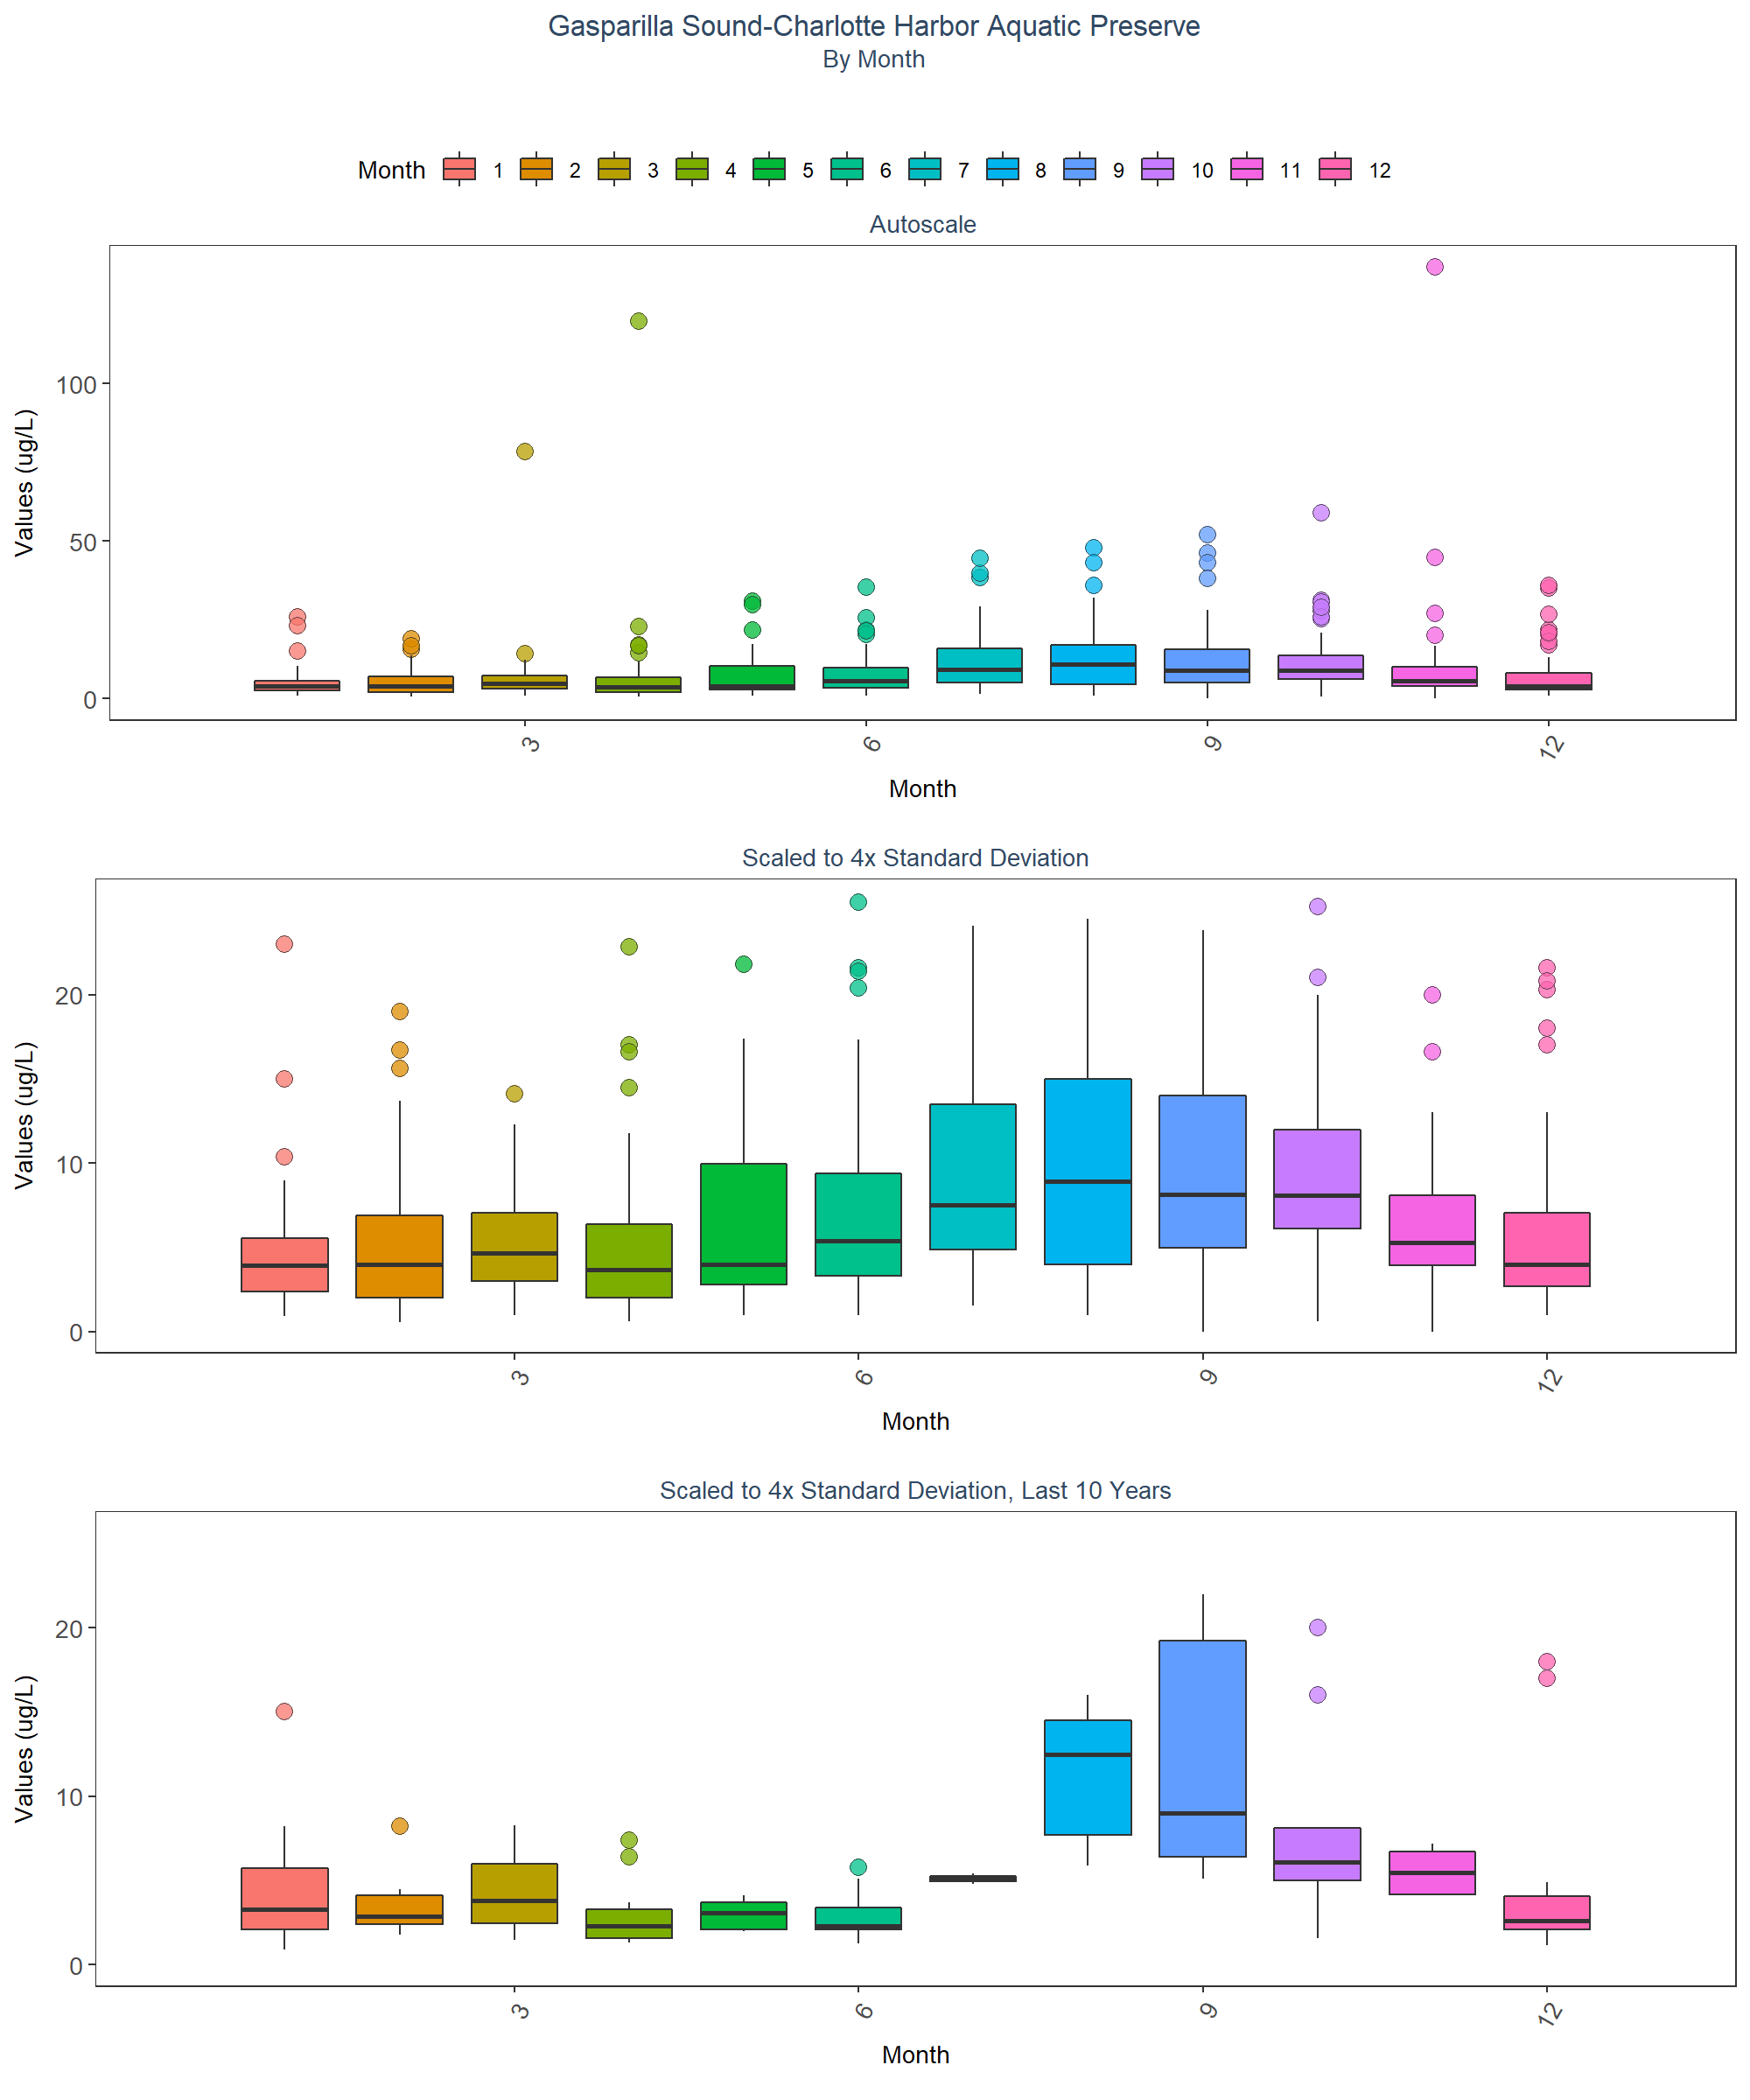 Gasparilla Sound-Charlotte Harbor Aquatic Preserve
By Month
Month 1 2 3 4 5 6 7 8 9 10 11 12
Autoscale
Values (ug/L)
100
50
0
3 6 9 12
Month
Scaled to 4x Standard Deviation
Values (ug/L)
20
10
0
3 6 9 12
Month
Scaled to 4x Standard Deviation, Last 10 Years
Values (ug/L)
20
10
0
3 6 9 12
Month